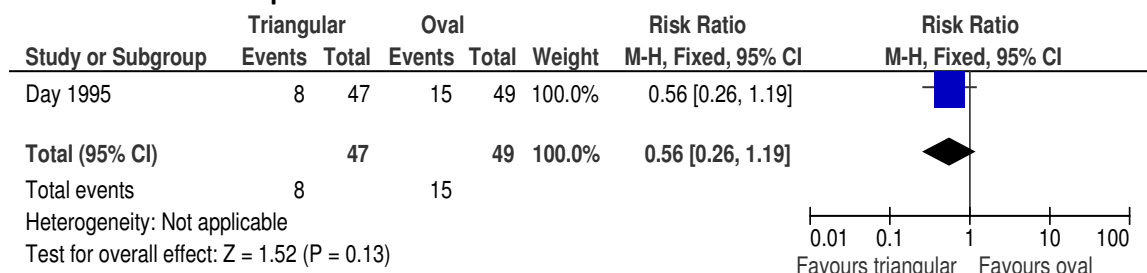 Triangular Oval Risk Ratio Risk Ratio
Study or Subgroup Events Total Events Total Weight M-H, Fixed, 95% CI M-H, Fixed, 95% CI
Day 1995 8 47 15 49 100.0% 0.56 [0.26, 1.19]
Total (95% CI) 47 49 100.0% 0.56 [0.26, 1.19]
Total events 8 15
Heterogeneity: Not applicable
Test for overall effect: Z = 1.52 (P = 0.13)
0.01 0.1 1 10 100
Favours triangular Favours oval